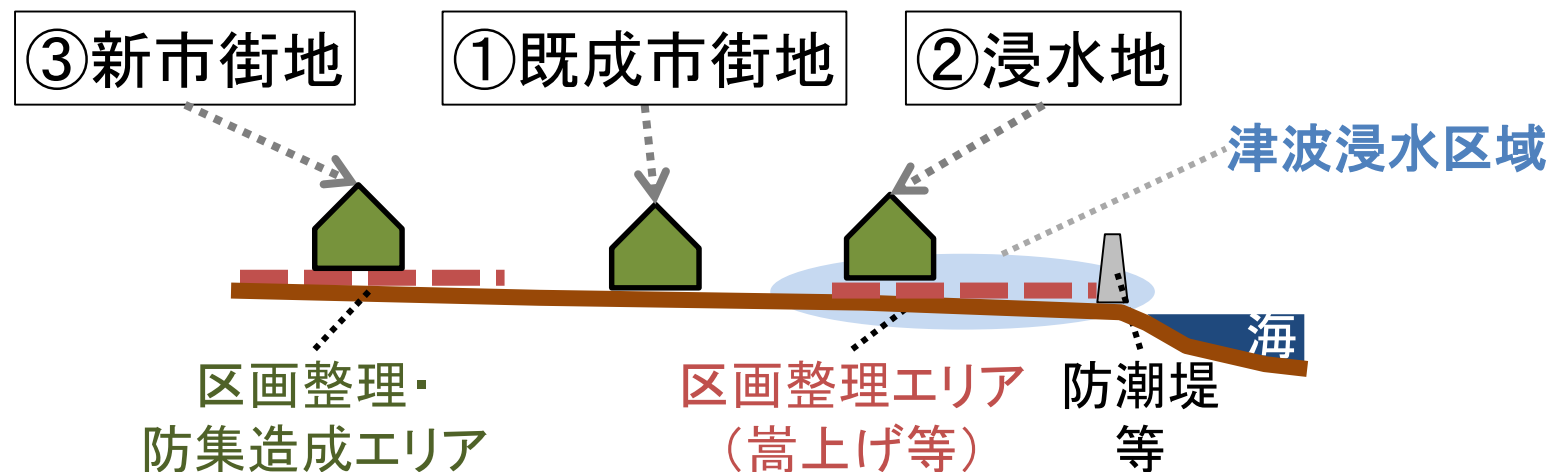 ③新市街地
①既成市街地
②浸水地
津波浸水区域
海
区画整理・
防集造成エリア
区画整理エリア
（嵩上げ等）
防潮堤
等